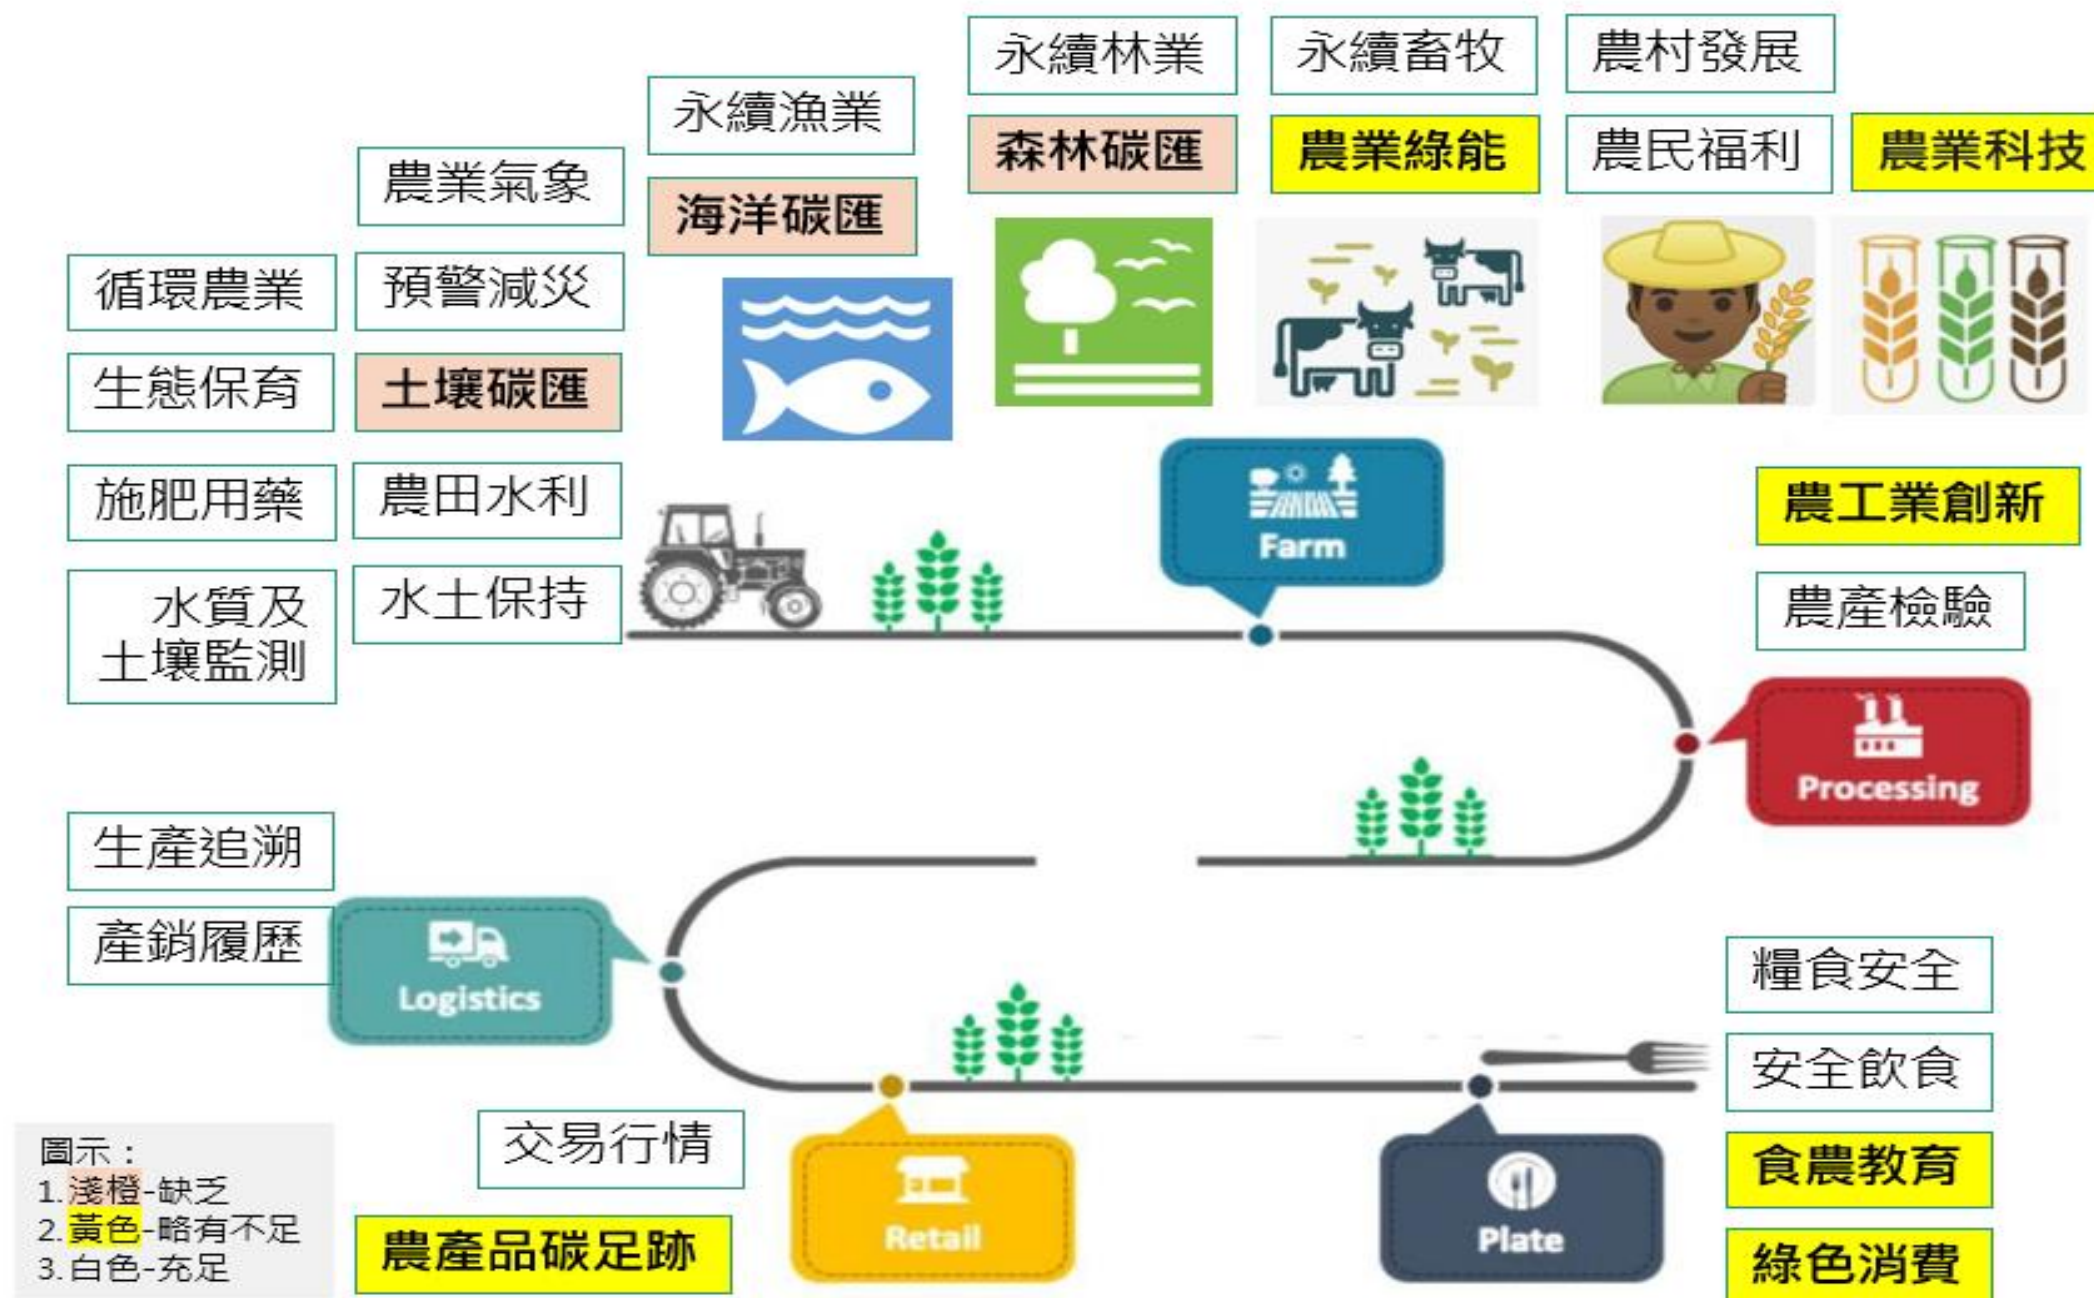 永續林業
永續畜牧
農村發展
永續漁業
森林碳匯
農業綠能
農民福利
農業科技
農業氣象
海洋碳匯
循環農業
預警減災
生態保育
土壤碳匯
施肥用藥
農田水利
Farm
農工業創新
水質及
土壤監測
水土保持
農產檢驗
Processing
生產追溯
產銷履歷
Logistics
糧食安全
安全飲食
食農教育
綠色消費
交易行情
農產品碳足跡
Retail
Plate
圖示：
1.淺橙-缺乏
2.黃色-略有不足
3.白色-充足